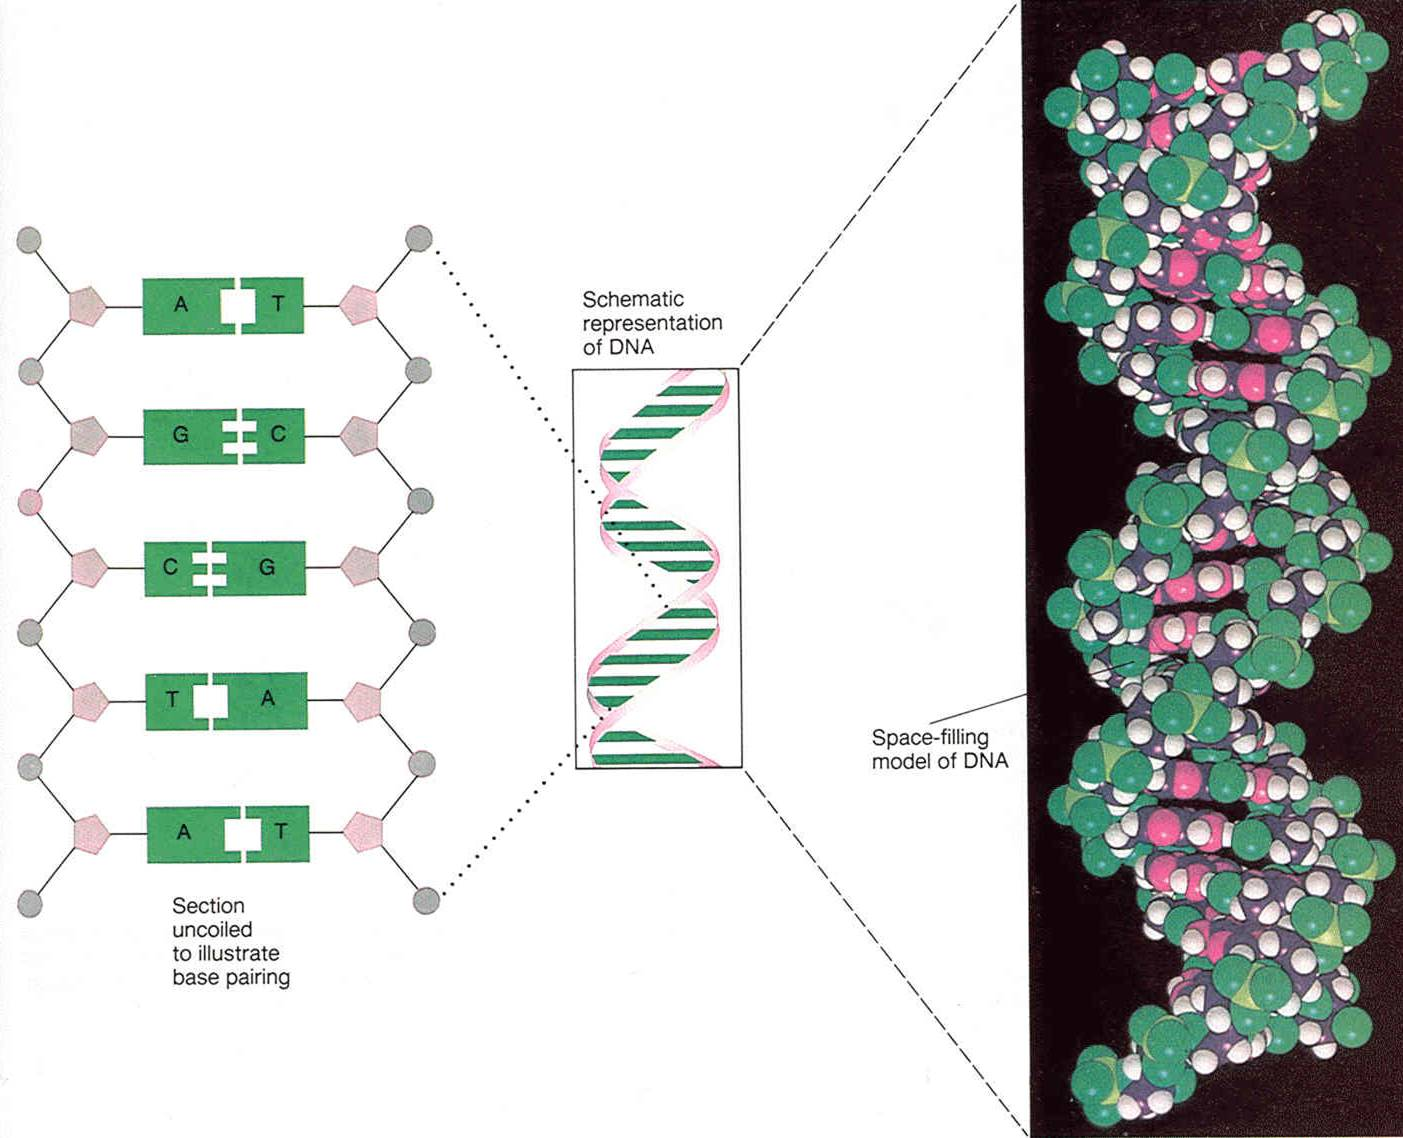 A T
G C
C G
T A
A T
Section
uncoiled
to illustrate
base pairing
Schematic
representation
of DNA
Space-filling
model of DNA